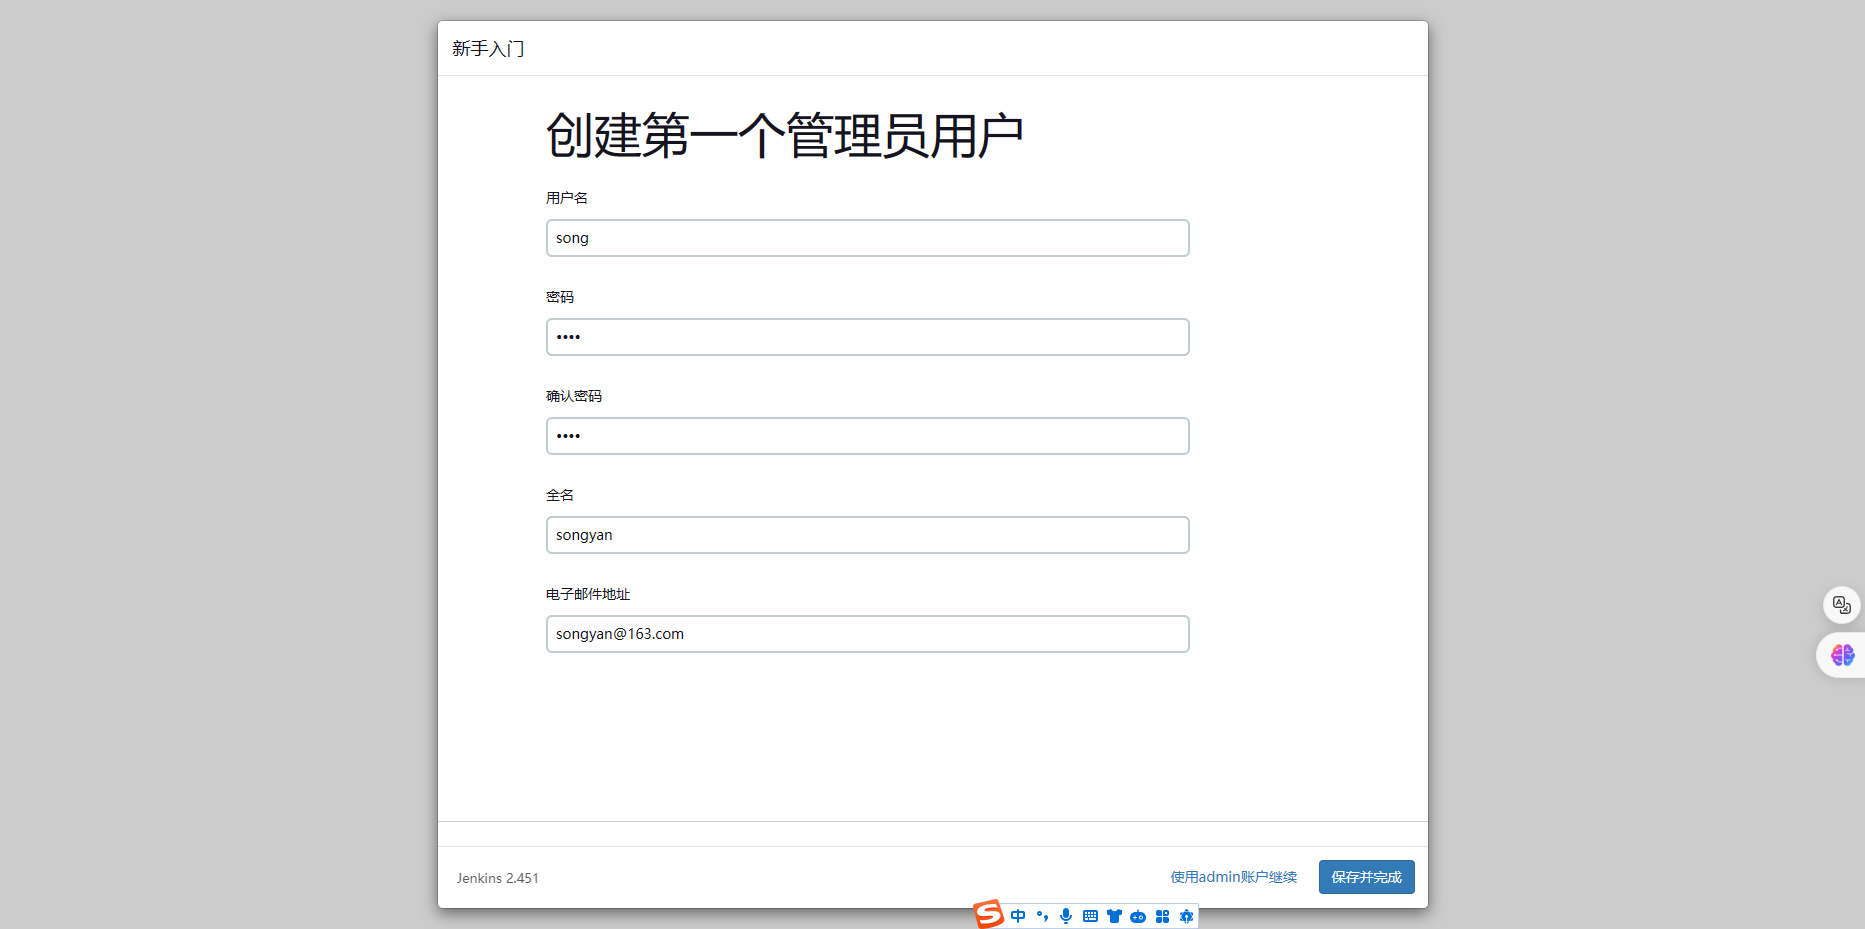 新手入门
创建第一个管理员用户
用户名
song
密码
••••
确认密码
••••
全名
songyan
电子邮件地址
songyan@163.com
Jenkins 2.451
使用admin账户继续
保存并完成
S 中